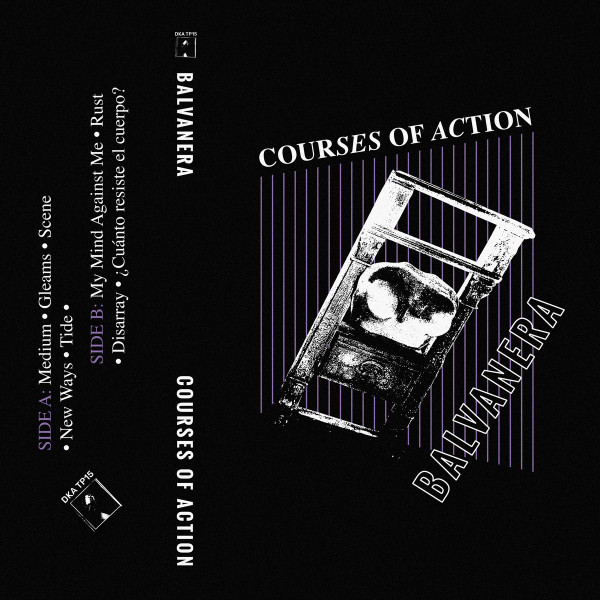 SIDE A: Medium • Gleams • Scene
• New Ways • Tide •
SIDE B: My Mind Against Me • Rust
• Disarray • ¿Cuánto resiste el cuerpo?
DKA TP15
DKA TP15
BALVANERA
COURSES OF ACTION
COURSES OF ACTION
BALVANERA